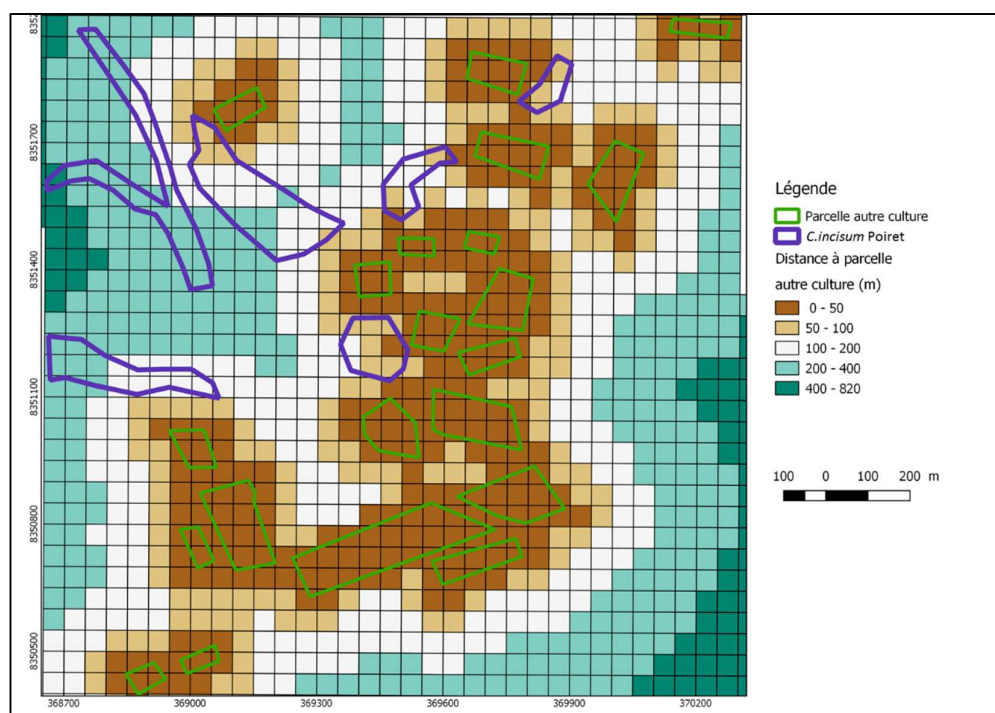 8352
8351700
8351400
8351100
8350800
8350500
368700
369000
369300
369600
369900
370200
Légende
Parcelle autre culture
C.incisum Poiret
Distance à parcelle
autre culture (m)
0 - 50
50 - 100
100 - 200
200 - 400
400 - 820
100 0 100 200 m